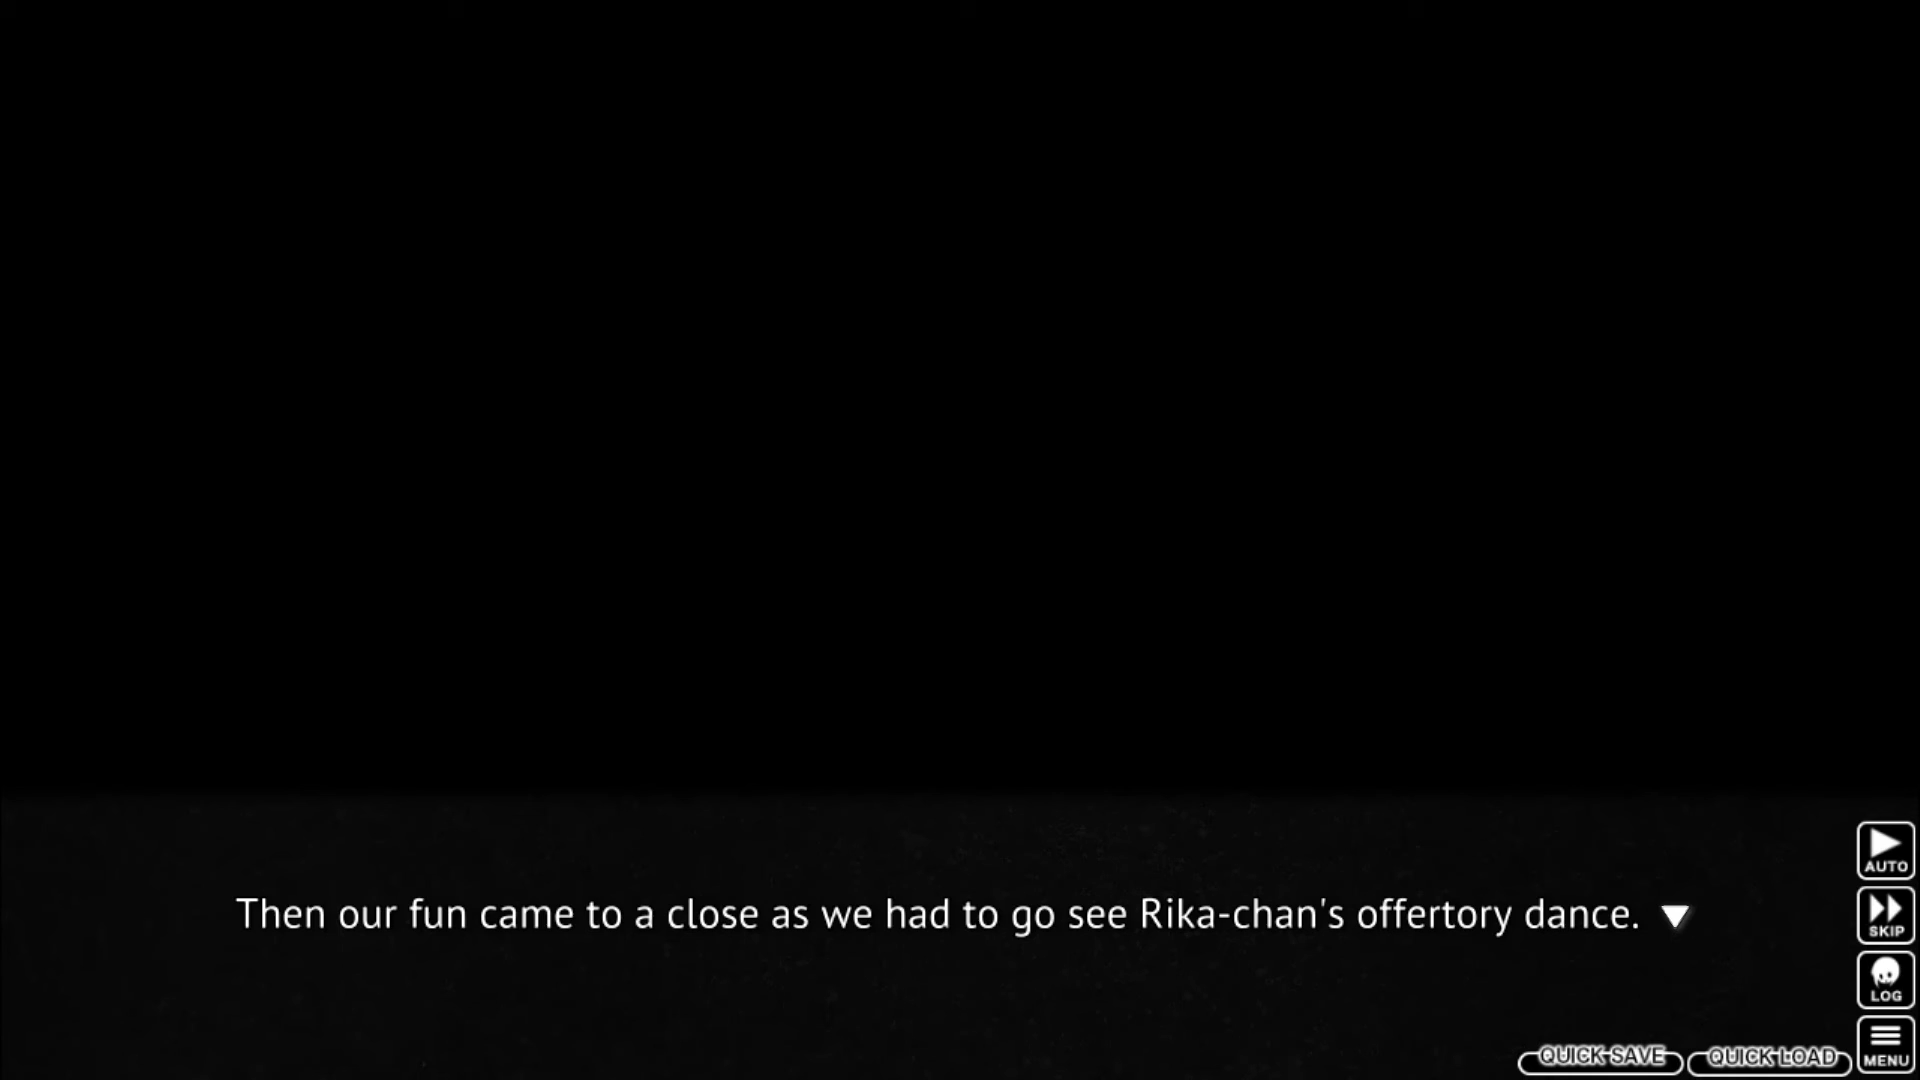 Then our fun came to a close as we had to go see Rika-chan's offertory dance.
AUTO
SKIP
LOG
MENU
QUICK SAVE
QUICK LOAD